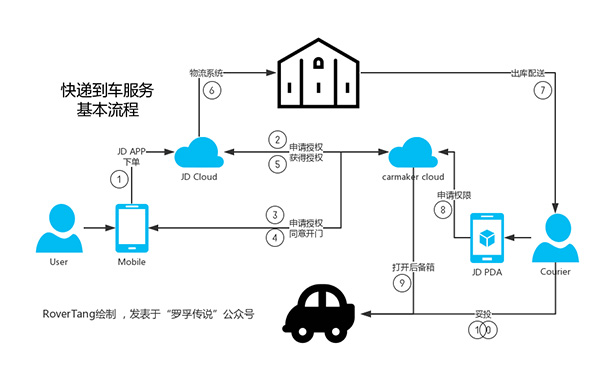 快递到车服务
基本流程
物流系统
6
出库配送
7
JD APP
下单
1
JD Cloud
2
申请授权
获得授权
5
carmaker cloud
申请权限
8
3
申请授权
同意开门
4
User
Mobile
打开后备箱
9
JD PDA
Courier
妥投
10
RoverTang绘制 ，发表于“罗孚传说”公众号